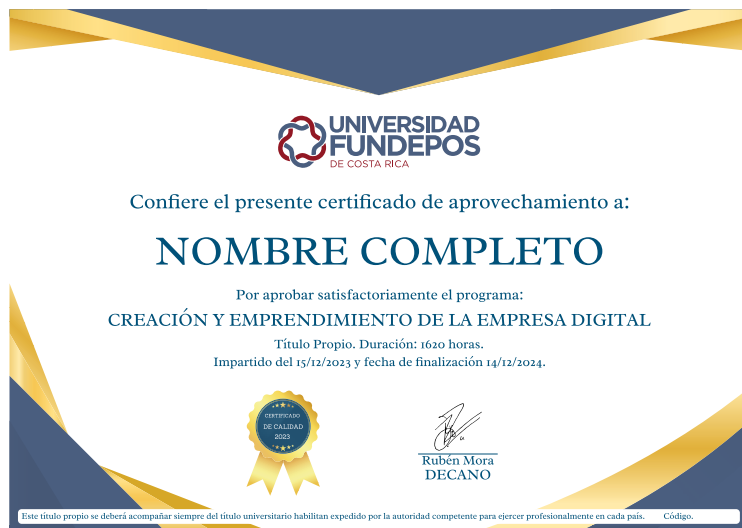 UNIVERSIDAD
FUNDEPOS
DE COSTA RICA
Confiere el presente certificado de aprovechamiento a:
NOMBRE COMPLETO
Por aprobar satisfactoriamente el programa:
CREACIÓN Y EMPRENDIMIENTO DE LA EMPRESA DIGITAL
Título Propio. Duración: 1620 horas.
Impartido del 15/12/2023 y fecha de finalización 14/12/2024.
CERTIFICADO
DE CALIDAD
2023
Rubén Mora
DECANO
Este título propio se deberá acompañar siempre del título universitario habilitan expedido por la autoridad competente para ejercer profesionalmente en cada país. Código.